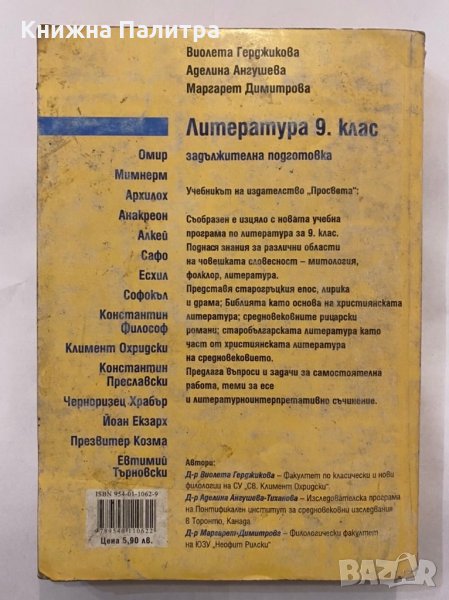 Книжна Палитра
Виолета Герджикова
Аделина Ангушева
Маргарет Димитрова
Литература 9. клас
задължителна подготовка
Омир
Мимнерм
Архилох
Анакреон
Алкей
Сафо
Есхил
Софокъл
Константин
Философ
Климент Охридски
Константин
Преславски
Черноризец Храбър
Йоан Екзарх
Презвитер Козма
Евтимий
Търновски
Учебникът на издателство „Просвета“:
Съобразен е изцяло с новата учебна
програма по литература за 9. клас.
Поднася знания за различни области
на човешката словесност – митология,
фолклор, литература.
Представя старогръцкия епос, лирика
и драма; Библията като основа на християнската
литература; средновековните рицарски
романи; старобългарската литература като
част от християнската литература
на средновековието.
Предлага въпроси и задачи за самостоятелна
работа, теми за есе
и литературноинтерпретативно съчинение.
Автори:
Д-р Виолета Герджикова – Факултет по класически и нови
филологии на СУ „СВ. Климент Охридски“.
Д-р Аделина Ангушева-Тиханова – Изследователска програма
на Понтификален институт за средновековни изследвания
в Торонто, Канада.
Д-р Маргарет Димитрова – Филологически факултет
на ЮЗУ „Неофит Рилски“
ISBN 954-01-1062-9
9789540110622
Цена 5,90 лв.
BAZAR